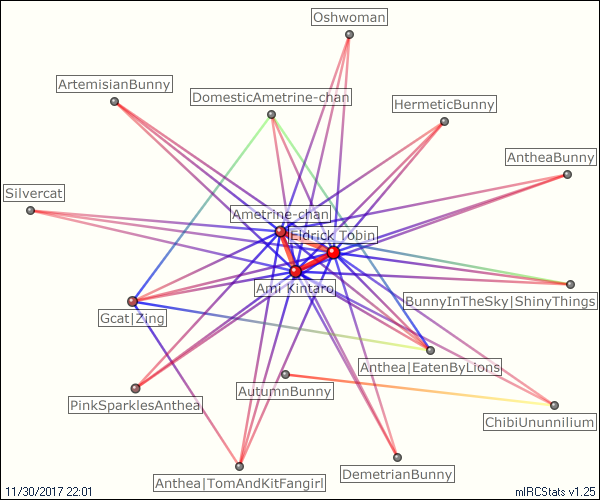 Oshwoman
ArtemisianBunny
DomesticAmetrine-chan
HermeticBunny
AntheaBunny
Silvercat
Ametrine-chan
Eldrick Tobin
Ami Kintaro
BunnyInTheSky|ShinyThings
Gcat|Zing
Anthea|EatenByLions
AutumnBunny
PinkSparklesAnthea
ChibiUnunnilium
DemetrianBunny
Anthea|TomAndKitFangirl
11/30/2017 22:01
mIRCStats v1.25